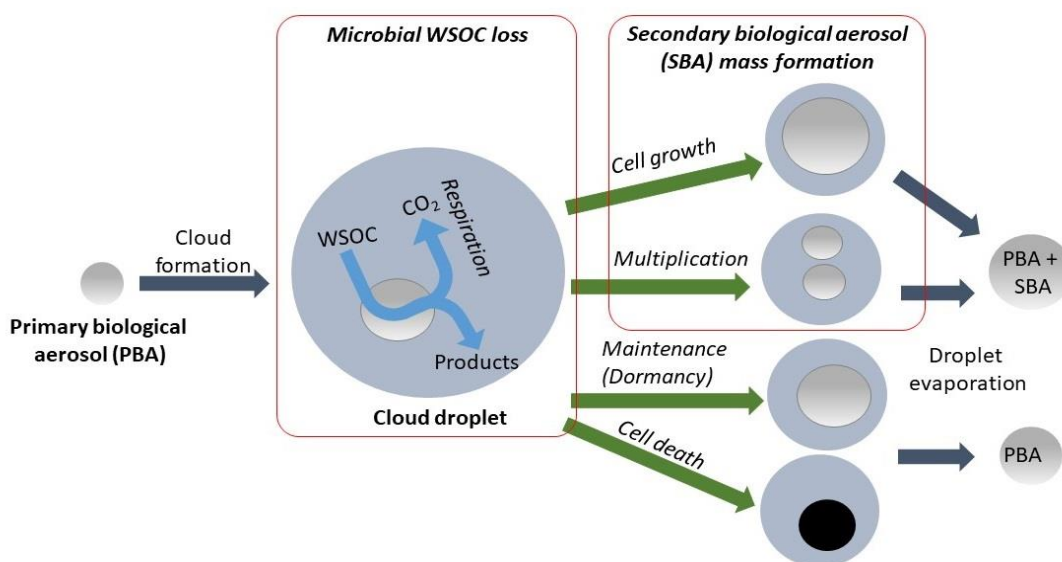 Microbial WSOC loss
Secondary biological aerosol
(SBA) mass formation
Cloud
formation
Primary biological
aerosol (PBA)
WSOC
CO₂
Respiration
Products
Cloud droplet
Cell growth
Multiplication
Maintenance
(Dormancy)
Cell death
PBA +
SBA
Droplet
evaporation
PBA